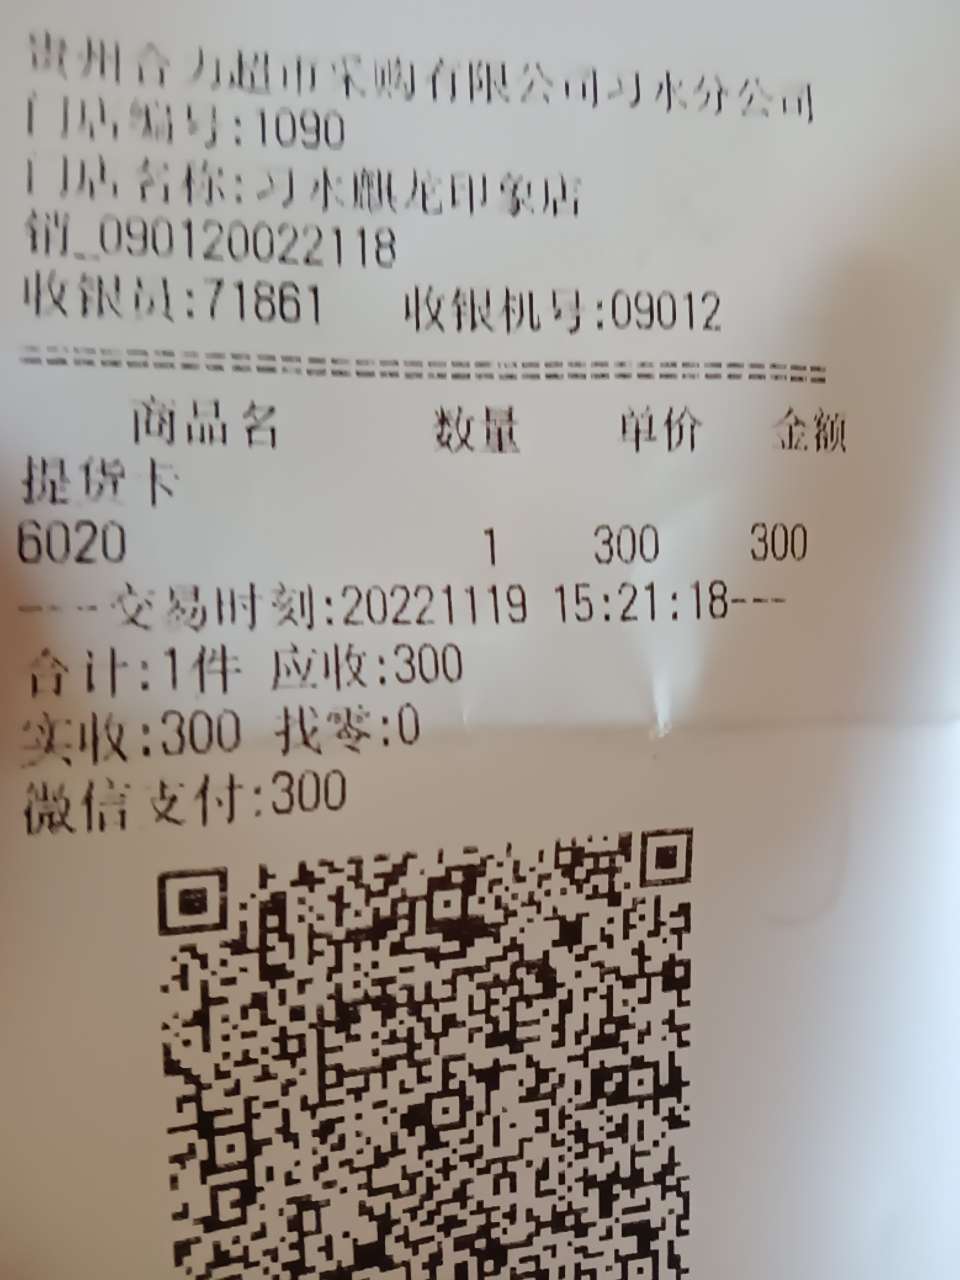 贵州合力超市采购有限公司习水分公司
门店编号:1090
门店名称:习水麒龙印象店
销_090120022118
收银员:71861 收银机号:09012
商品名 数量 单价 金额
提货卡
6020 1 300 300
---交易时刻:20221119 15:21:18---
合计:1件 应收:300
实收:300 找零:0
微信支付:300